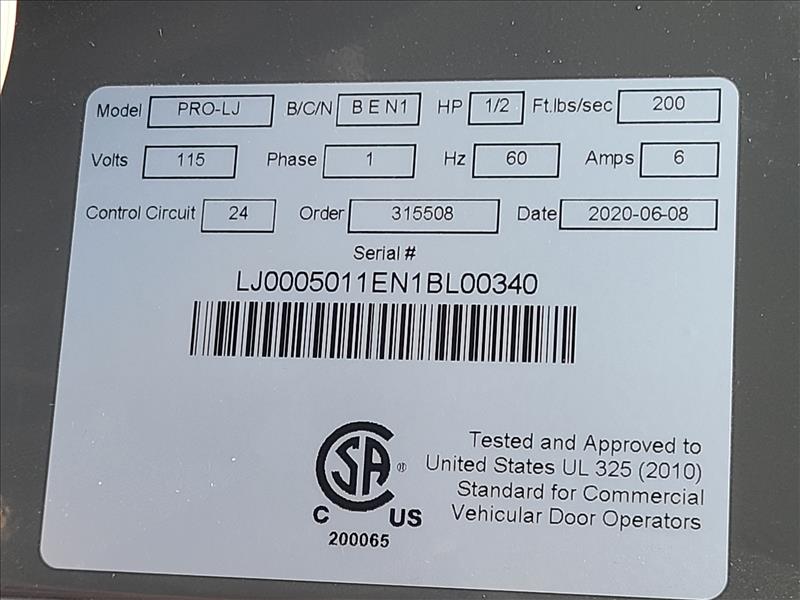 Model PRO-LJ B/C/N B E N1 HP 1/2 Ft.lbs/sec 200
Volts 115 Phase 1 Hz 60 Amps 6
Control Circuit 24 Order 315508 Date 2020-06-08
Serial #
LJ0005011EN1BL00340
SA ®
C US
200065
Tested and Approved to
United States UL 325 (2010)
Standard for Commercial
Vehicular Door Operators